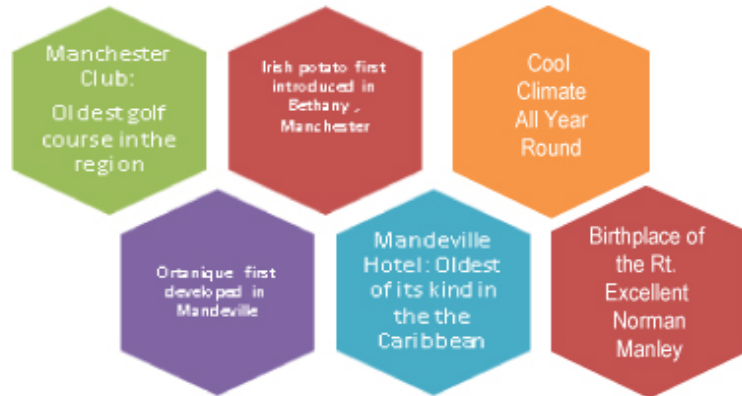 Manchester
Club:
Oldest golf
course in the
region
Irish potato first
introduced in
Bethany ,
Manchester
Cool
Climate
All Year
Round
Ortanique first
developed in
Mandeville
Mandeville
Hotel: Oldest
of its kind in
the the
Caribbean
Birthplace of
the Rt.
Excellent
Norman
Manley